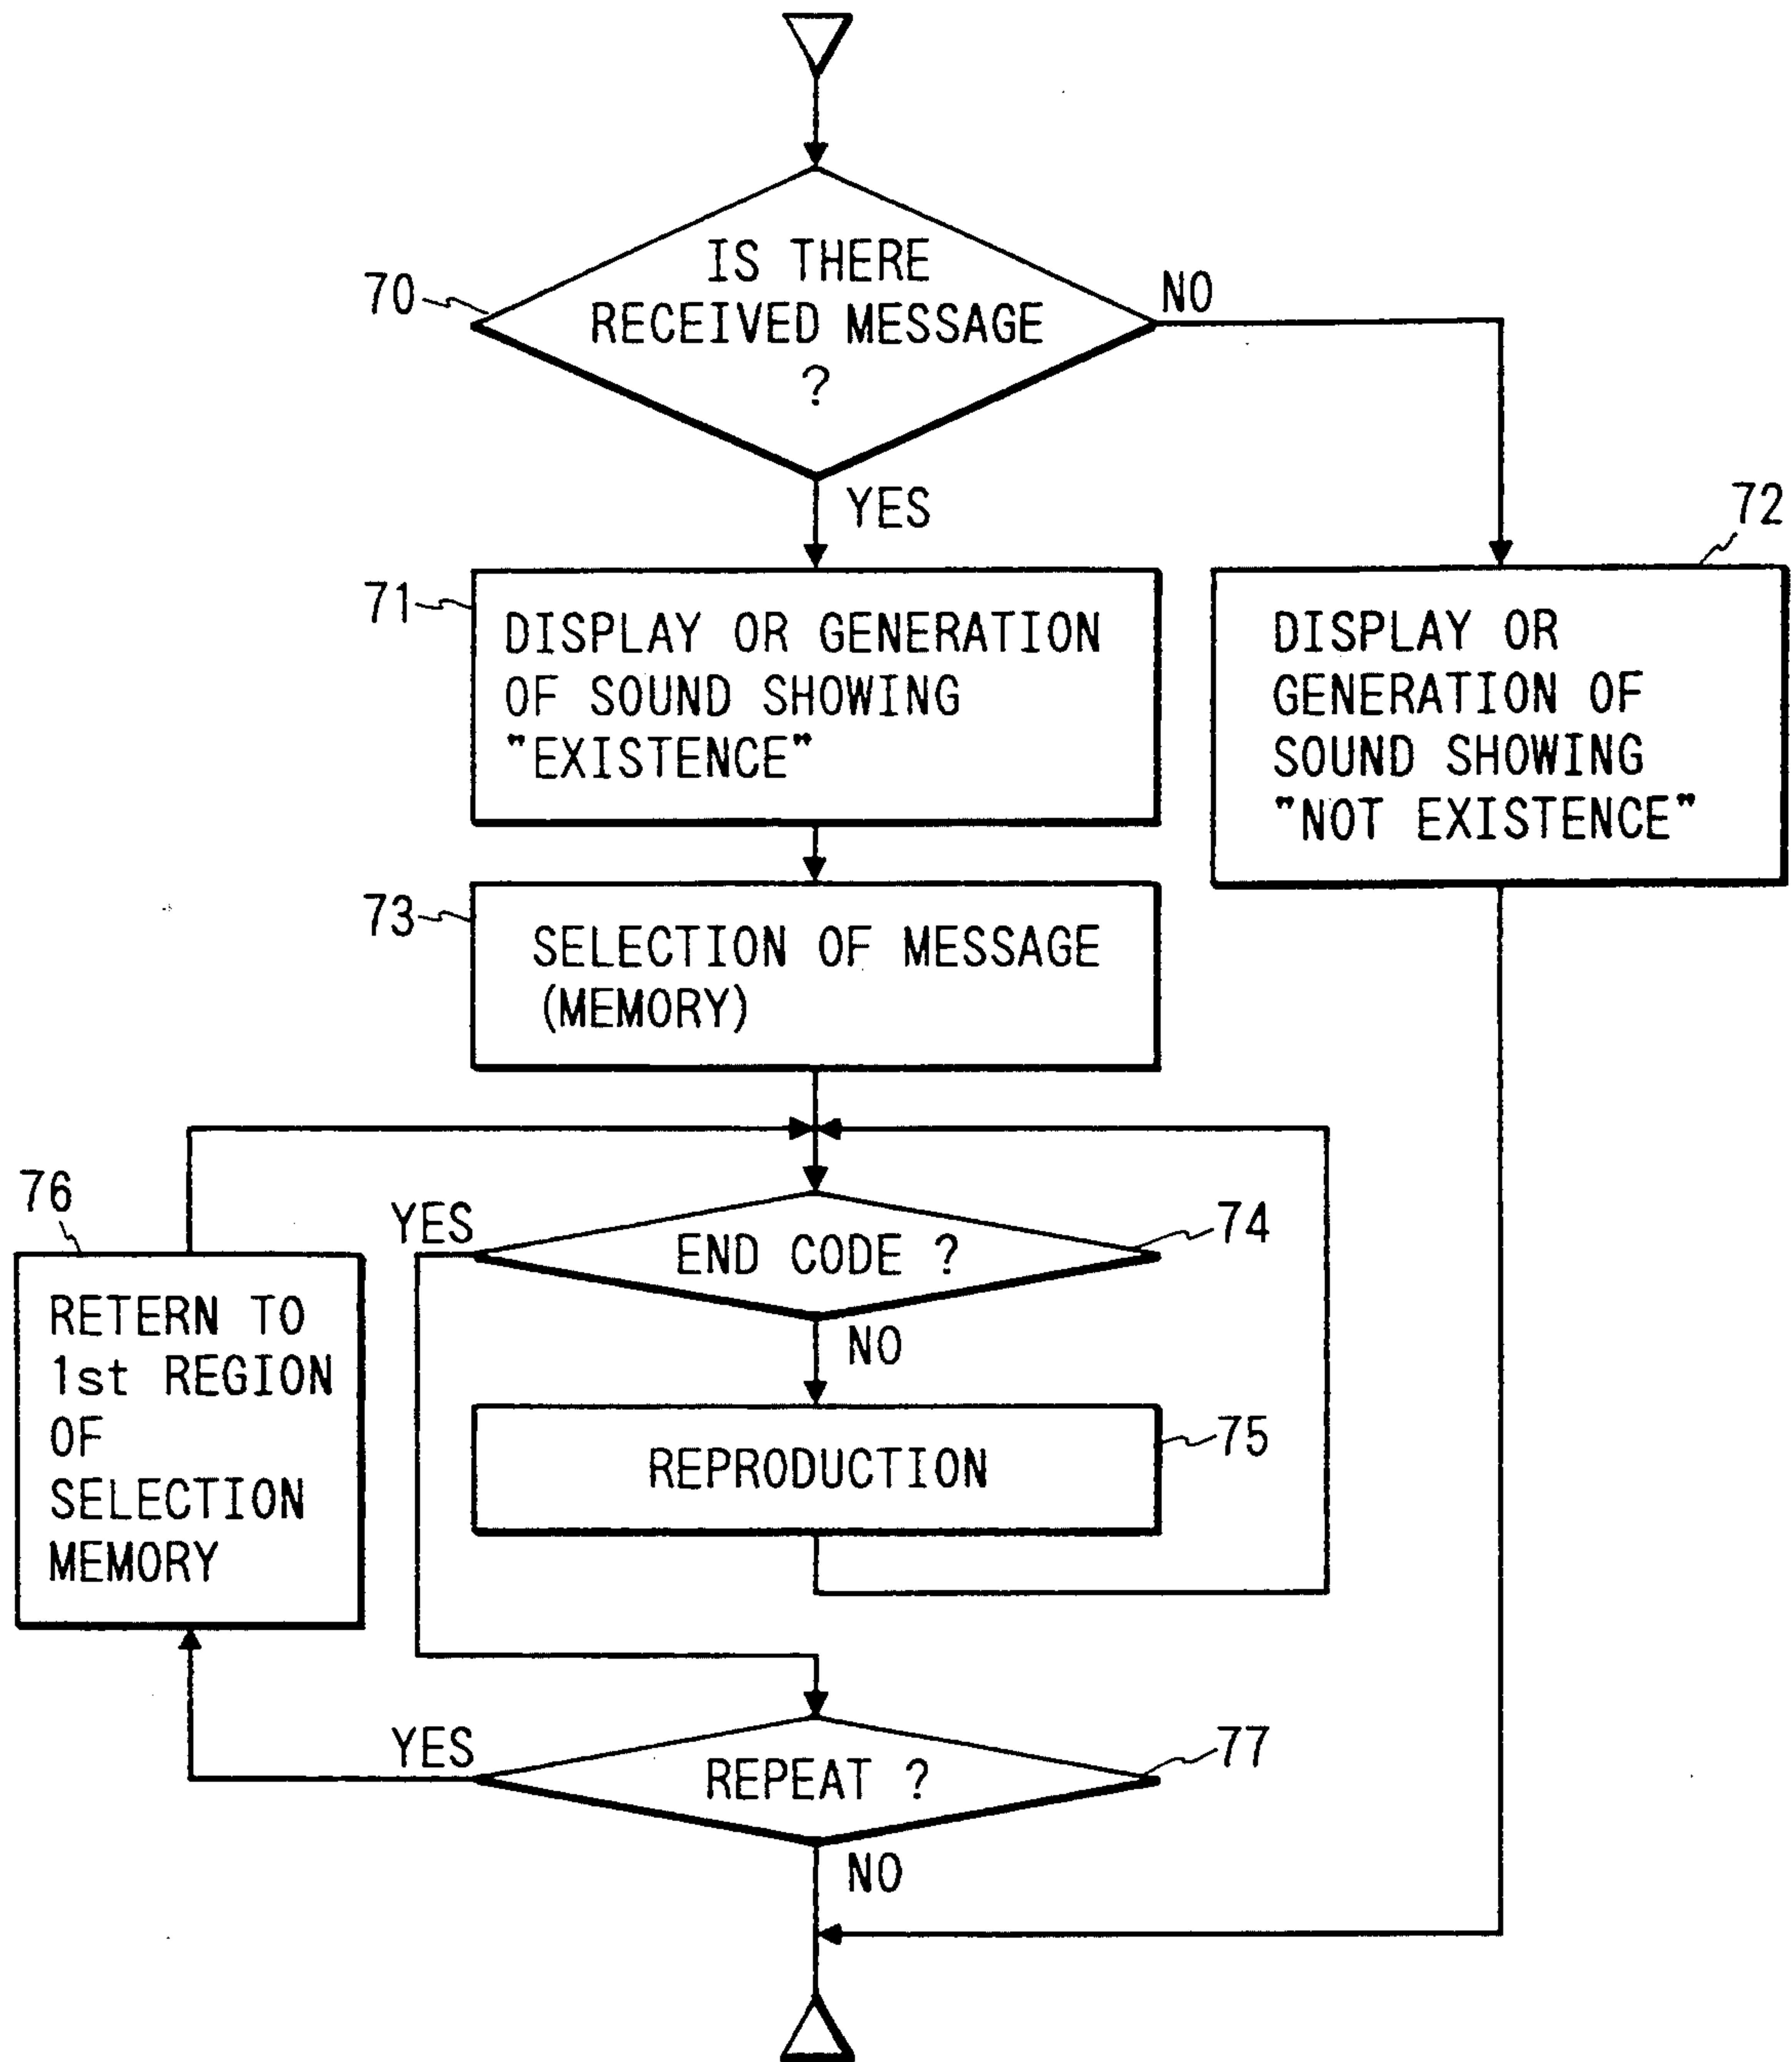 IS THERE
RECEIVED MESSAGE
?
70
NO
YES
72
71
DISPLAY OR GENERATION
OF SOUND SHOWING
"EXISTENCE"
DISPLAY OR
GENERATION OF
SOUND SHOWING
"NOT EXISTENCE"
73
SELECTION OF MESSAGE
(MEMORY)
76
RETERN TO
1st REGION
OF
SELECTION
MEMORY
YES
END CODE ?
74
NO
REPRODUCTION
75
YES
REPEAT ?
77
NO